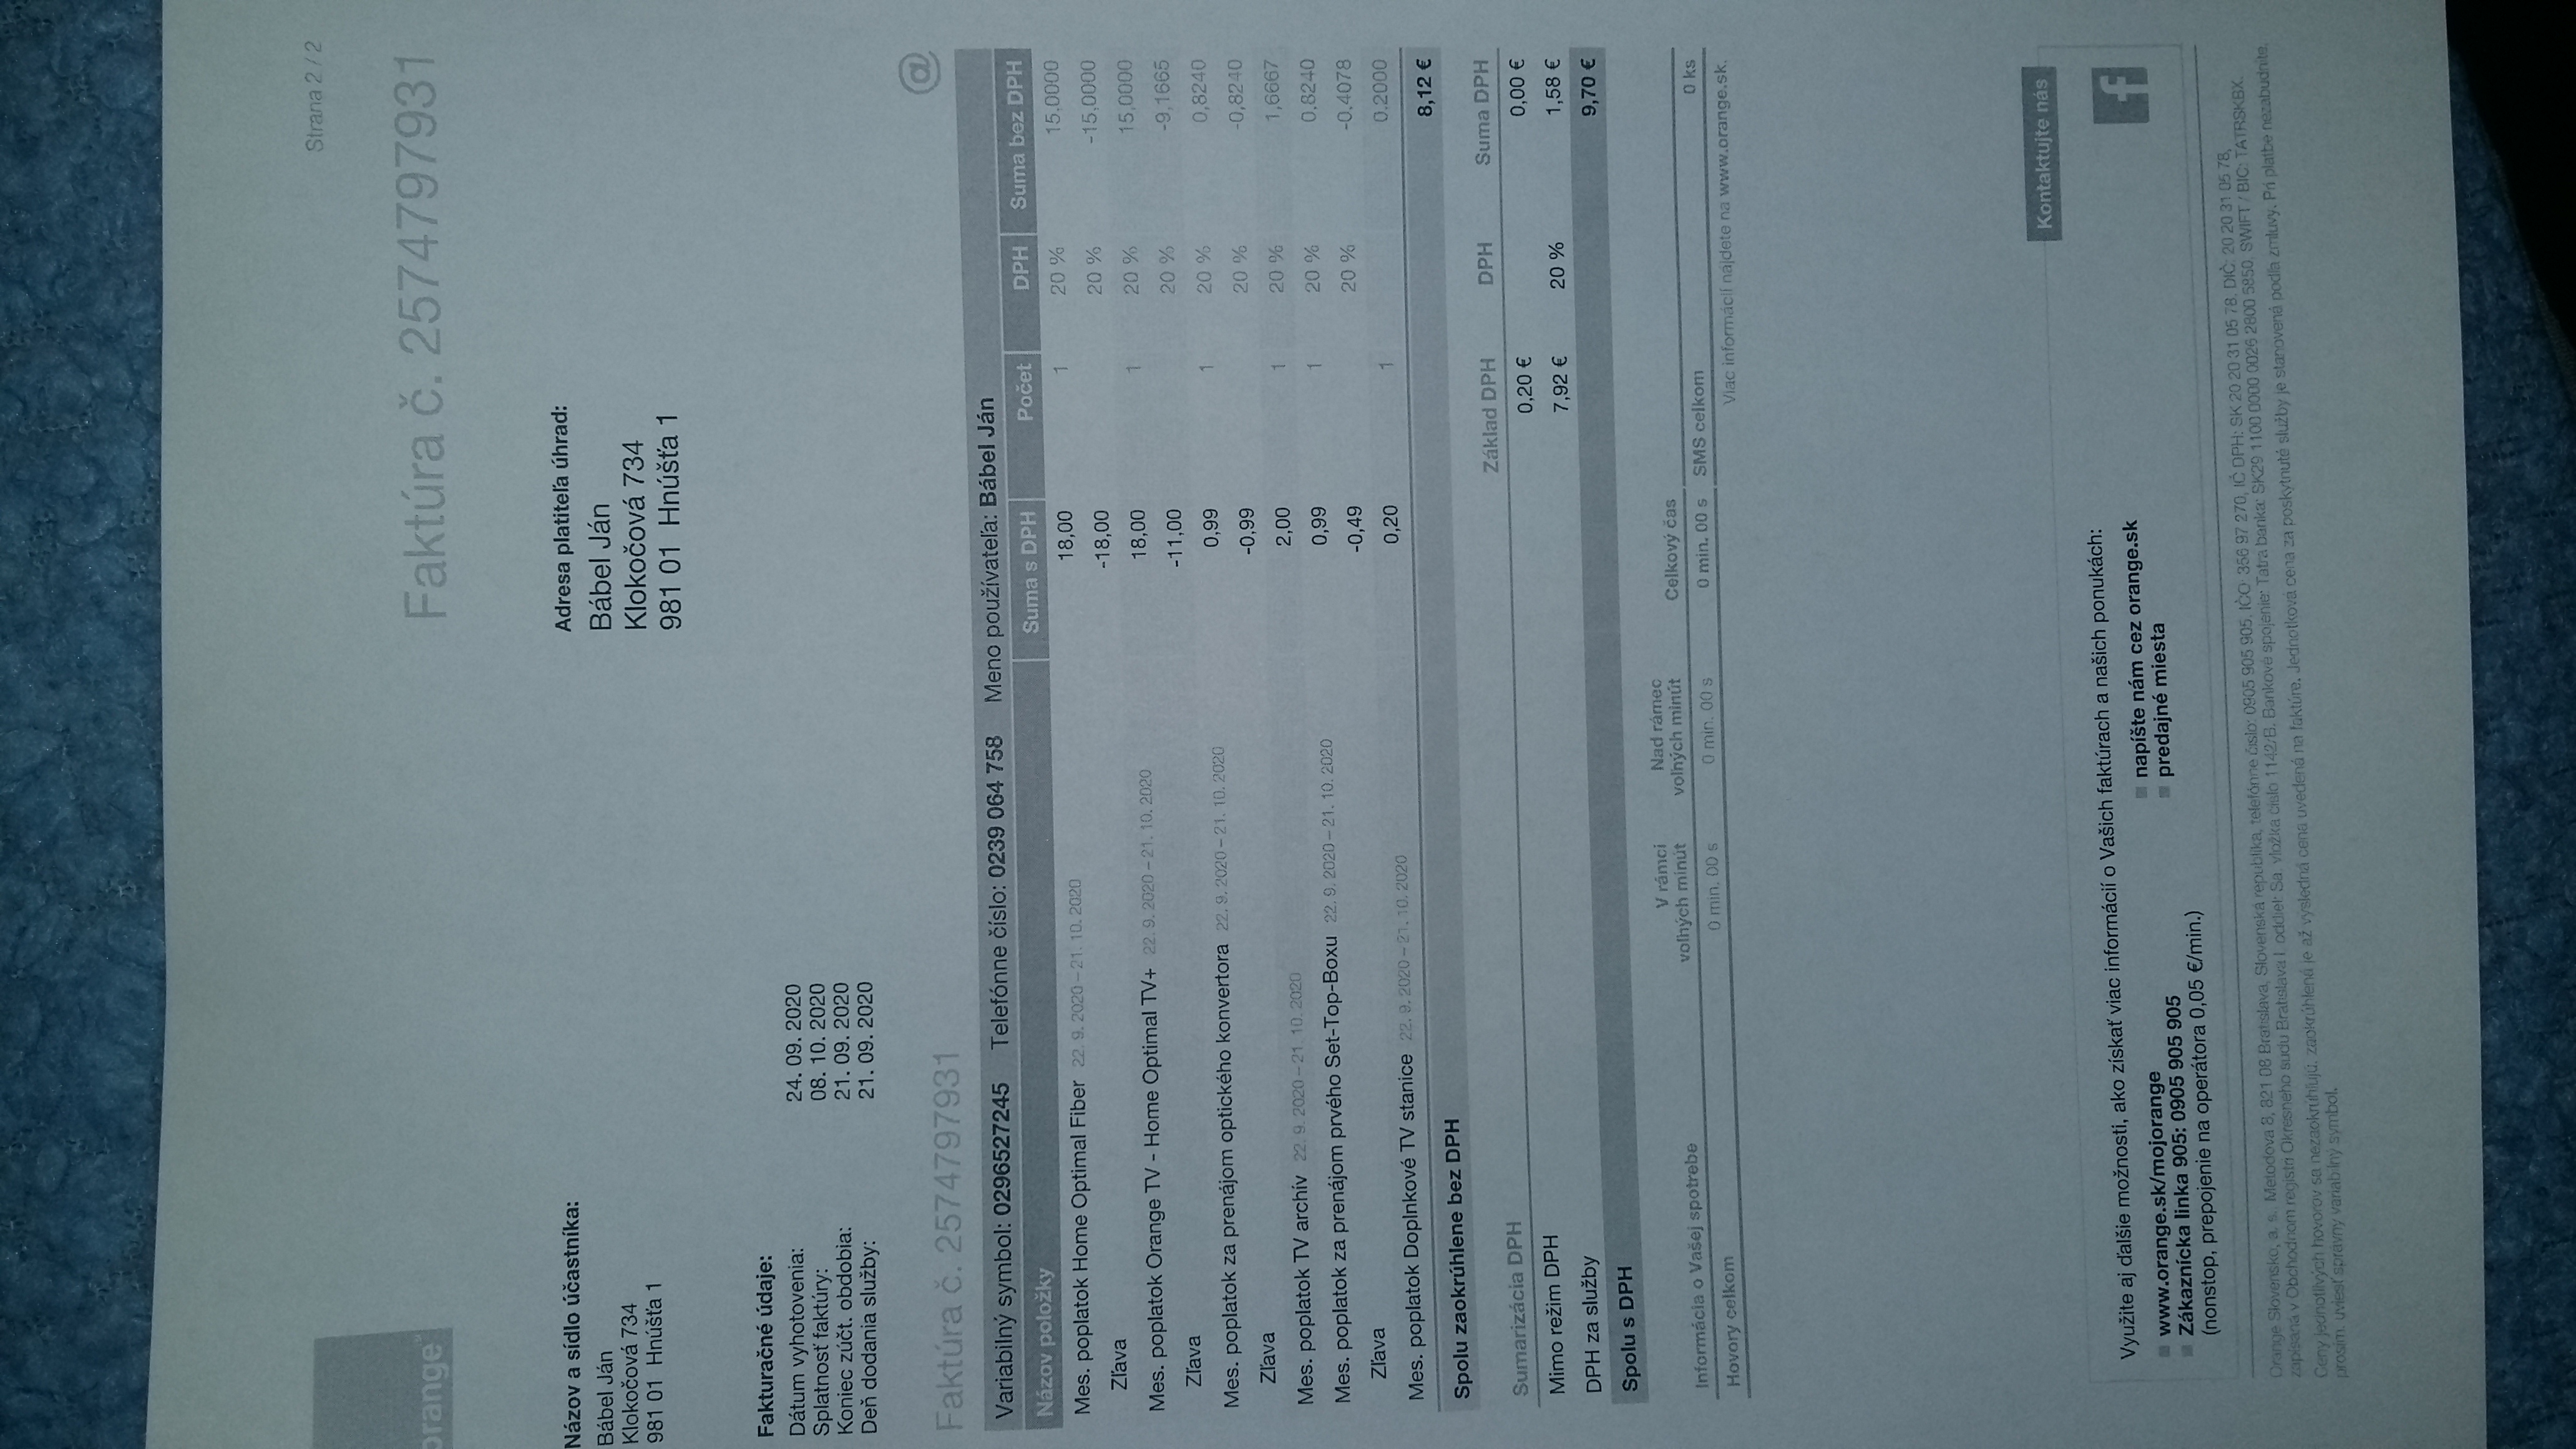 Strana 2 / 2
orange
Faktúra č. 2574797931
Názov a sídlo účastníka:
Bábel Ján
Klokočová 734
981 01 Hnúšťa 1
Adresa platiteľa úhrad:
Bábel Ján
Klokočová 734
981 01 Hnúšťa 1
Fakturačné údaje:
Dátum vyhotovenia: 24. 09. 2020
Splatnosť faktúry: 08. 10. 2020
Koniec zúčt. obdobia: 21. 09. 2020
Deň dodania služby: 21. 09. 2020
@
Faktúra č. 2574797931
Variabilný symbol: 0296527245 Telefónne číslo: 0239 064 758 Meno používateľa: Bábel Ján
Názov položky Suma s DPH Počet DPH Suma bez DPH
Mes. poplatok Home Optimal Fiber 22. 9. 2020 – 21. 10. 2020 18,00 1 20 % 15,0000
Zľava -18,00 20 % -15,0000
Mes. poplatok Orange TV - Home Optimal TV+ 22. 9. 2020 – 21. 10. 2020 18,00 1 20 % 15,0000
Zľava -11,00 20 % -9,1665
Mes. poplatok za prenájom optického konvertora 22. 9. 2020 – 21. 10. 2020 0,99 1 20 % 0,8240
Zľava -0,99 20 % -0,8240
Mes. poplatok TV archív 22. 9. 2020 – 21. 10. 2020 2,00 1 20 % 1,6667
Mes. poplatok za prenájom prvého Set-Top-Boxu 22. 9. 2020 – 21. 10. 2020 0,99 1 20 % 0,8240
Zľava -0,49 20 % -0,4078
Mes. poplatok Doplnkové TV stanice 22. 9. 2020 – 21. 10. 2020 0,20 1 0.2000
Spolu zaokrúhlene bez DPH 8,12 €
Sumarizácia DPH Základ DPH DPH Suma DPH
Mimo režim DPH 0,20 € 0,00 €
DPH za služby 7,92 € 20 % 1,58 €
Spolu s DPH 9,70 €
Informácia o Vašej spotrebe V rámci voľných minút Nad rámec voľných minút Celkový čas
Hovory celkom 0 min. 00 s 0 min. 00 s 0 min. 00 s SMS celkom 0 ks
Viac informácií nájdete na www.orange.sk.
Kontaktujte nás
Využite aj ďalšie možnosti, ako získať viac informácií o Vašich faktúrach a našich ponukách:
www.orange.sk/mojorange
Zákaznícka linka 905: 0905 905 905
(nonstop, prepojenie na operátora 0,05 €/min.)
napíšte nám cez orange.sk
predajné miesta
f
Orange Slovensko, a. s., Metodova 8, 821 08 Bratislava, Slovenská republika, telefónne číslo: 0905 905 905, IČO: 356 97 270, IČ DPH: SK 20 20 31 05 78, DIČ: 20 20 31 05 78,
zapísaná v Obchodnom registri Okresného súdu Bratislava I, oddiel: Sa, vložka číslo 1142/B. Bankové spojenie: Tatra banka: SK29 1100 0000 0026 2800 5850, SWIFT / BIC: TATRSKBX.
Ceny jednotlivých hovorov sa nezaokrúhľujú, zaokrúhlená je až výsledná cena uvedená na faktúre. Jednotková cena za poskytnuté služby je stanovená podľa zmluvy. Pri platbe nezabudnite,
prosím, uviesť správny variabilný symbol.